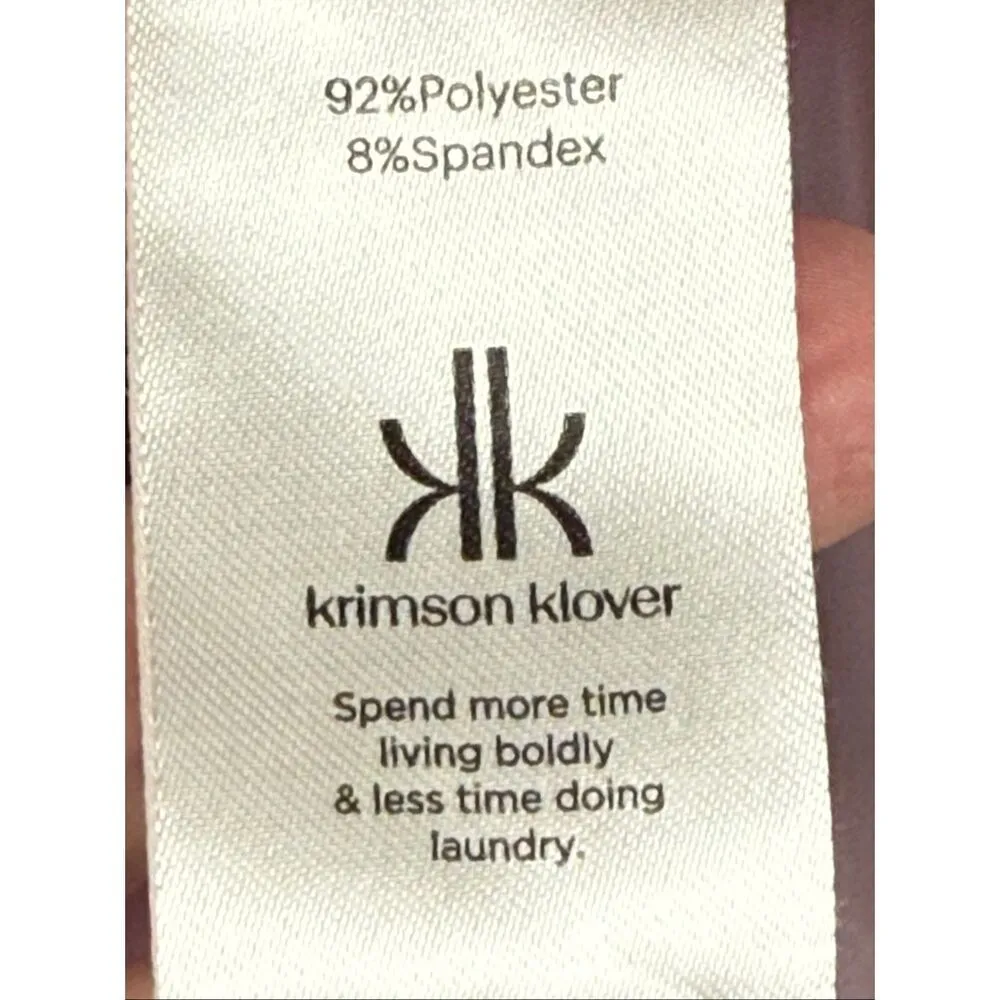 92%Polyester
8%Spandex
krimson klover
Spend more time
living boldly
& less time doing
laundry.